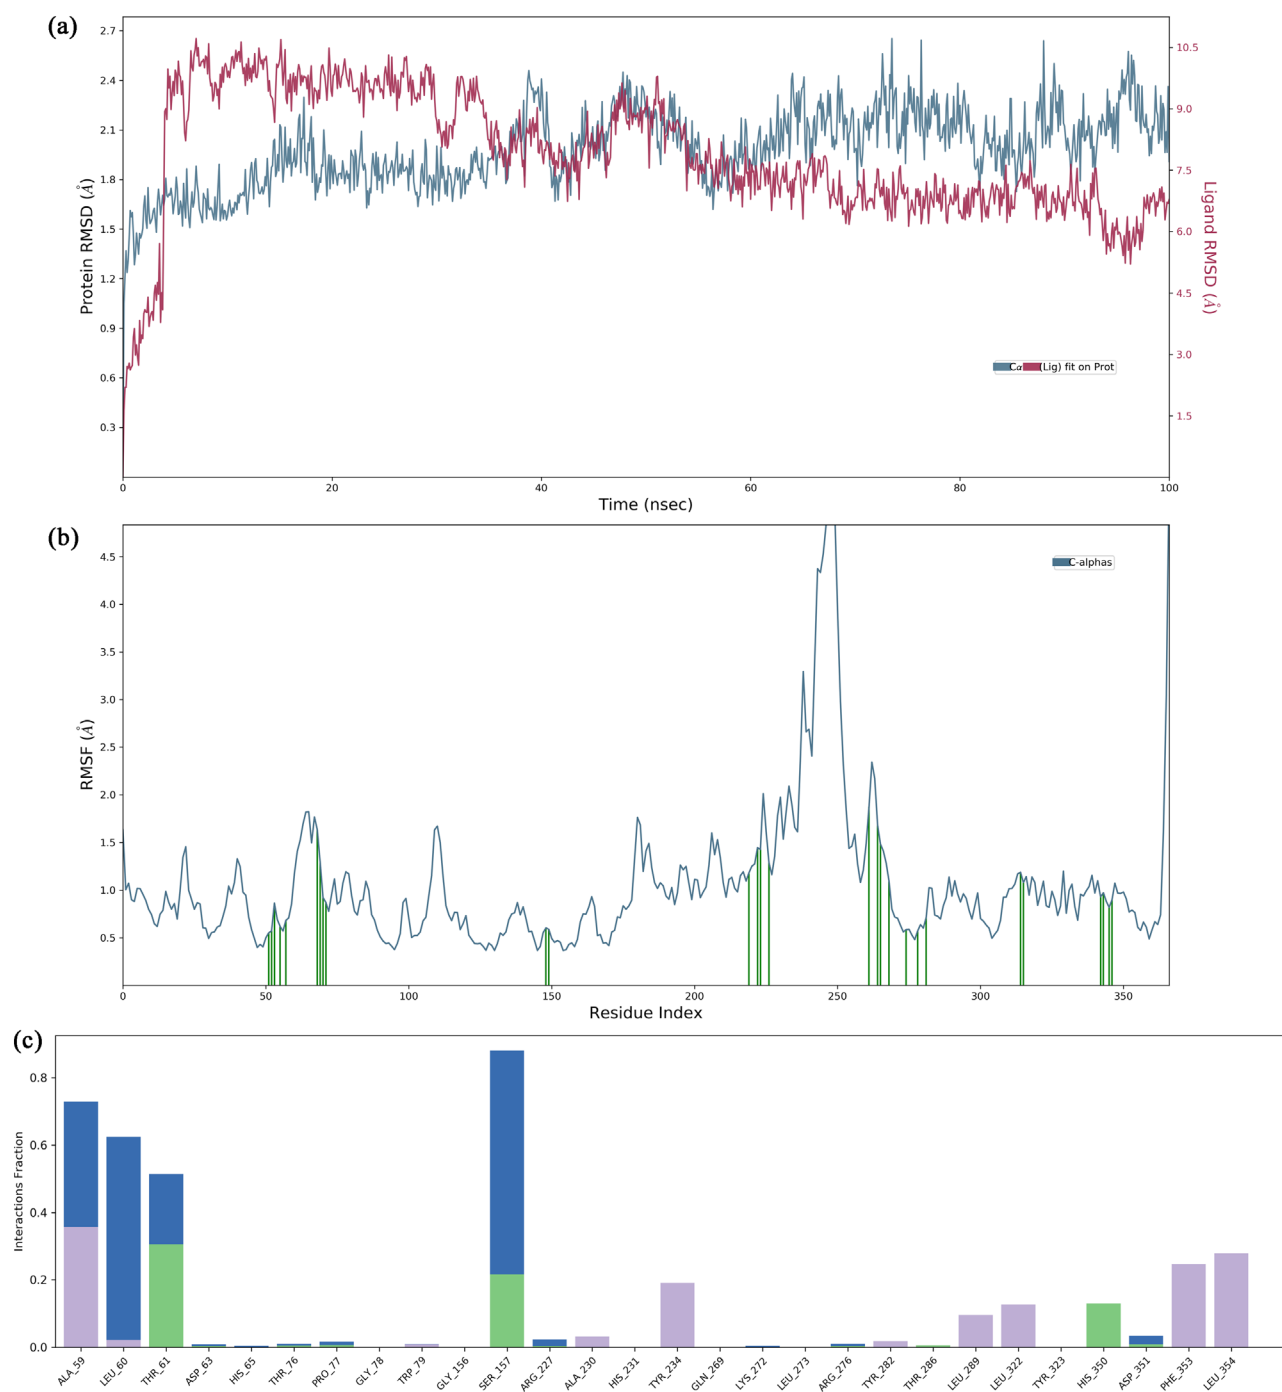 (a)
2.7
2.4
2.1
1.8
1.5
1.2
0.9
0.6
0.3
Protein RMSD (Å)
10.5
9.0
7.5
6.0
4.5
3.0
1.5
Ligand RMSD (Å)
Cα (Lig) fit on Prot
0 20 40 60 80 100
Time (nsec)
(b)
4.5
4.0
3.5
3.0
2.5
2.0
1.5
1.0
0.5
RMSF (Å)
C-alphas
0 50 100 150 200 250 300 350
Residue Index
(c)
0.8
0.6
0.4
0.2
0.0
Interactions Fraction
ALA_59 LEU_60 THR_61 ASP_63 HIS_65 THR_76 PRO_77 GLY_78 TRP_79 GLY_156 SER_157 ARG_227 ALA_230 HIS_231 TYR_234 GLN_269 LYS_272 LEU_273 ARG_276 TYR_282 THR_286 LEU_289 LEU_322 TYR_323 HIS_350 ASP_351 PHE_353 LEU_354